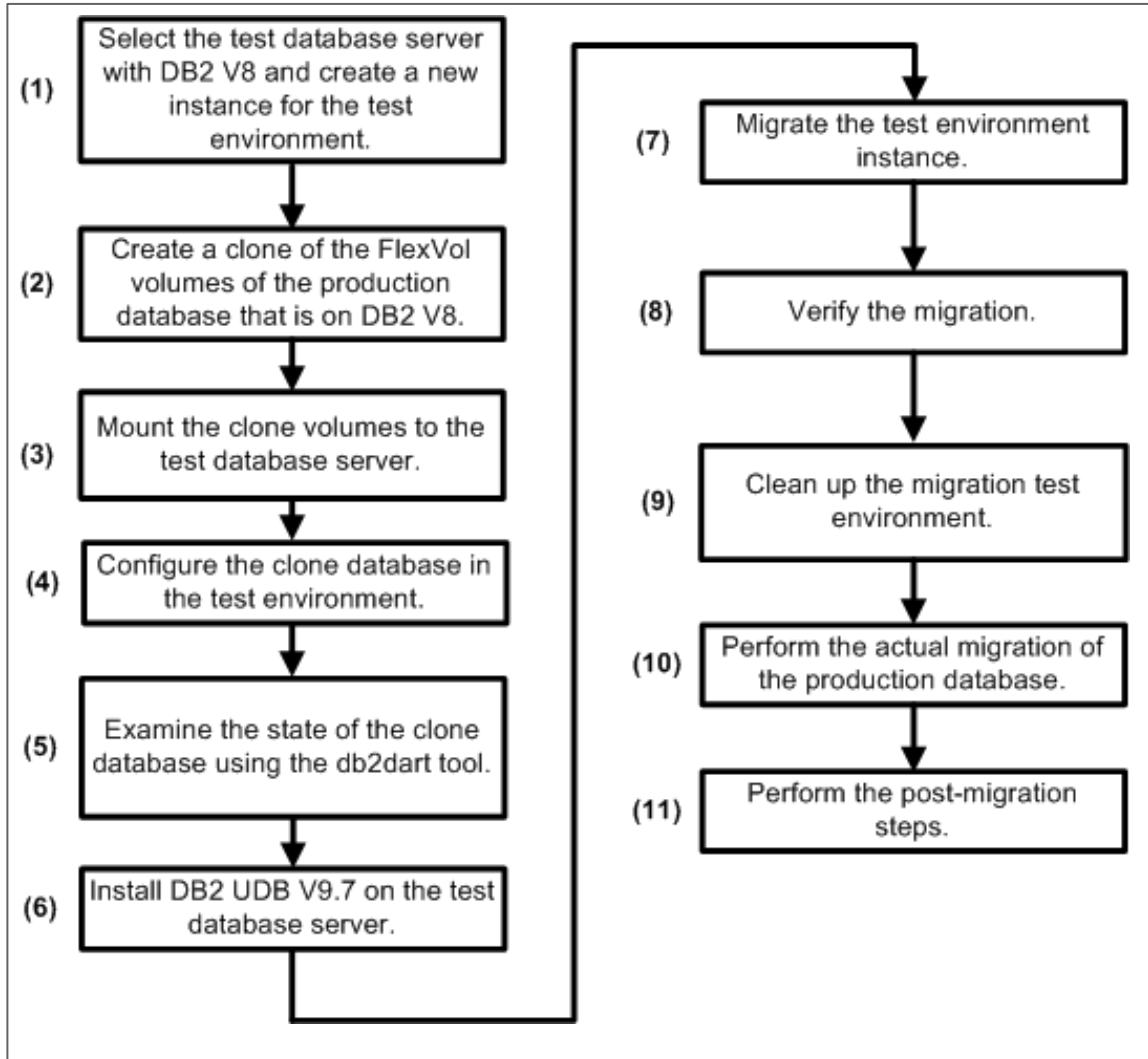 (1)
Select the test database server
with DB2 V8 and create a new
instance for the test
environment.
(2)
Create a clone of the FlexVol
volumes of the production
database that is on DB2 V8.
(3)
Mount the clone volumes to the
test database server.
(4)
Configure the clone database in
the test environment.
(5)
Examine the state of the clone
database using the db2dart tool.
(6)
Install DB2 UDB V9.7 on the test
database server.
(7)
Migrate the test environment
instance.
(8)
Verify the migration.
(9)
Clean up the migration test
environment.
(10)
Perform the actual migration of
the production database.
(11)
Perform the post-migration
steps.